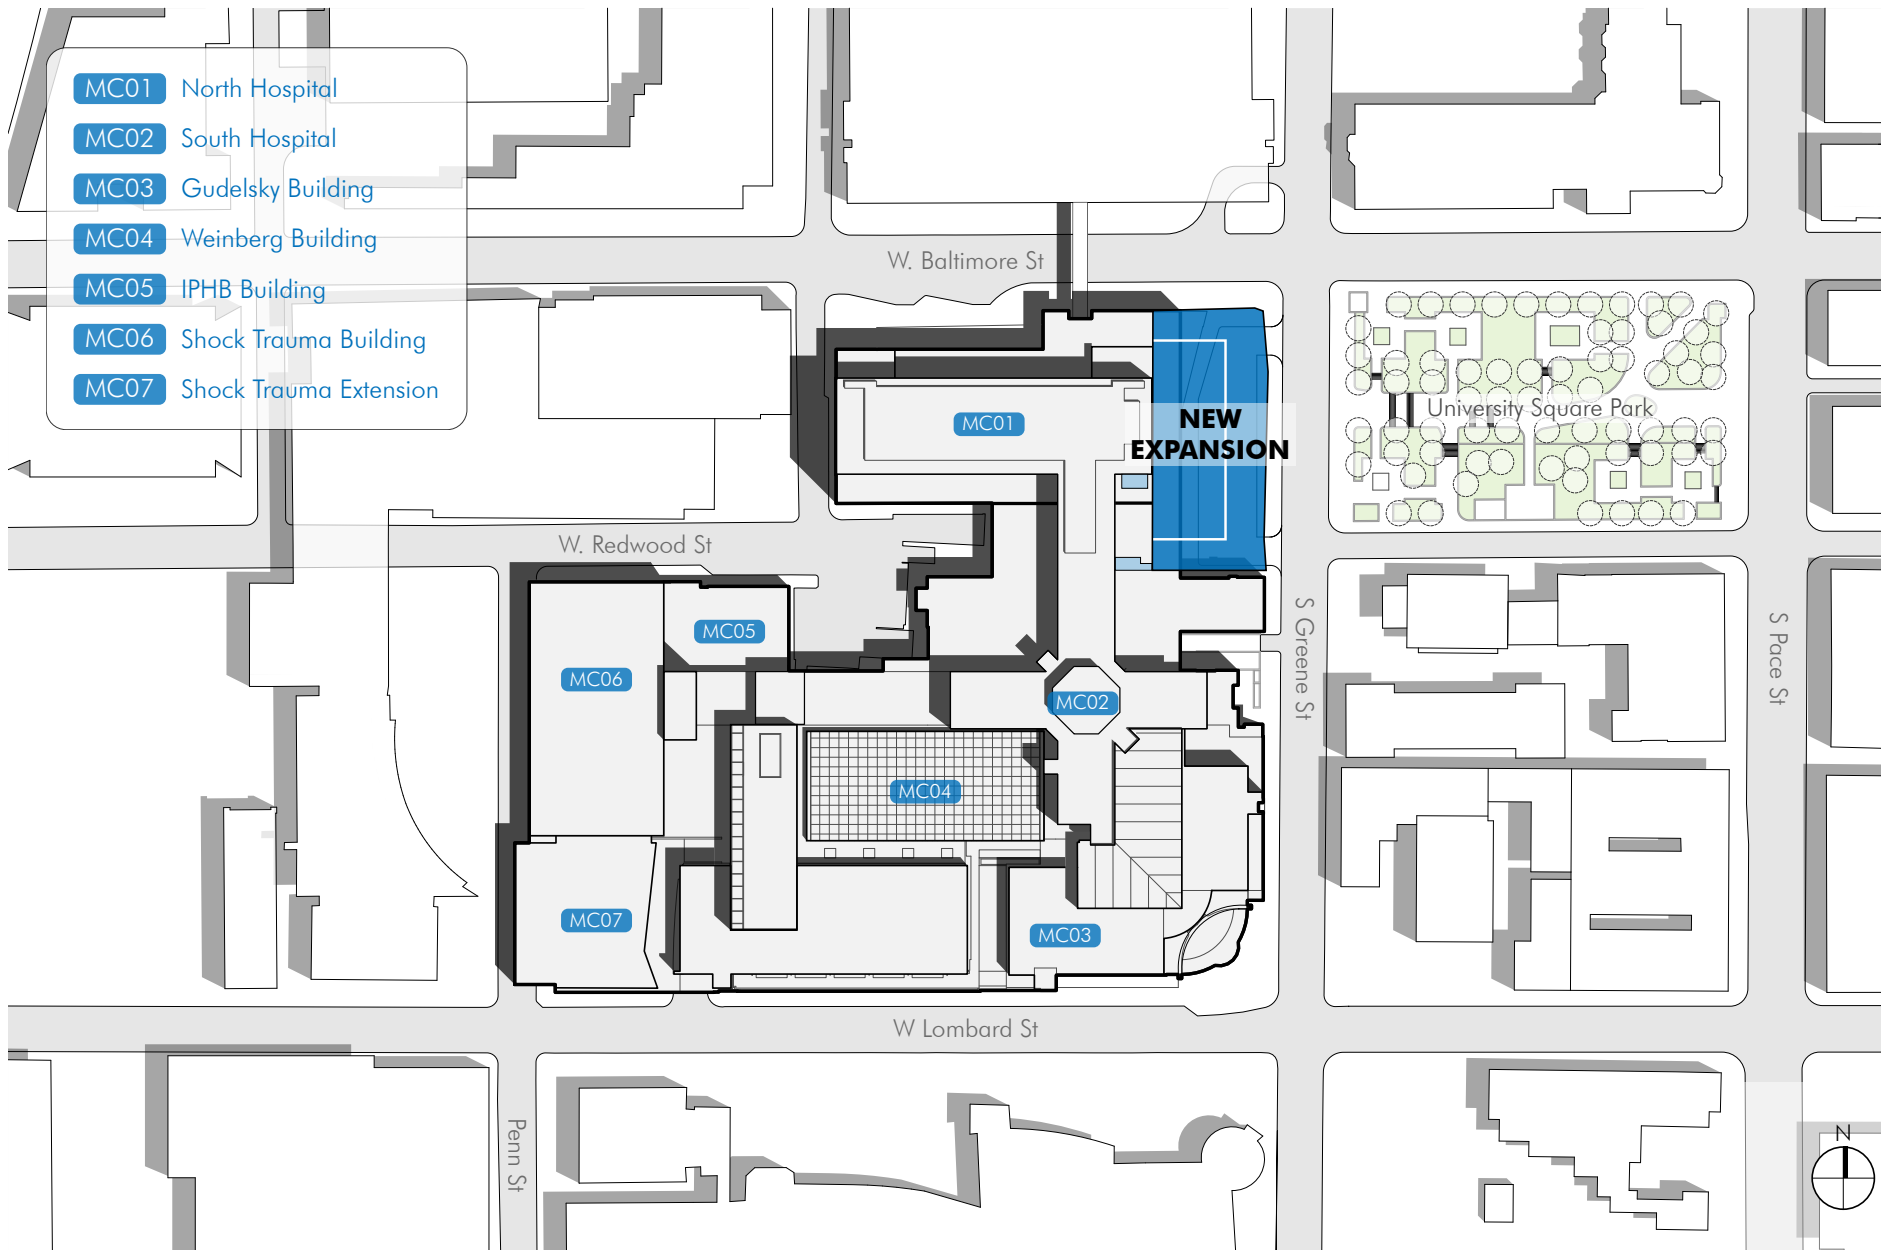 MC01 North Hospital
MC02 South Hospital
MC03 Gudelsky Building
MC04 Weinberg Building
MC05 IPHB Building
MC06 Shock Trauma Building
MC07 Shock Trauma Extension
W. Baltimore St
University Square Park
MC01
NEW
EXPANSION
W. Redwood St
MC05
S Greene St
S Pace St
MC06
MC02
MC04
MC07
MC03
W Lombard St
Penn St
N